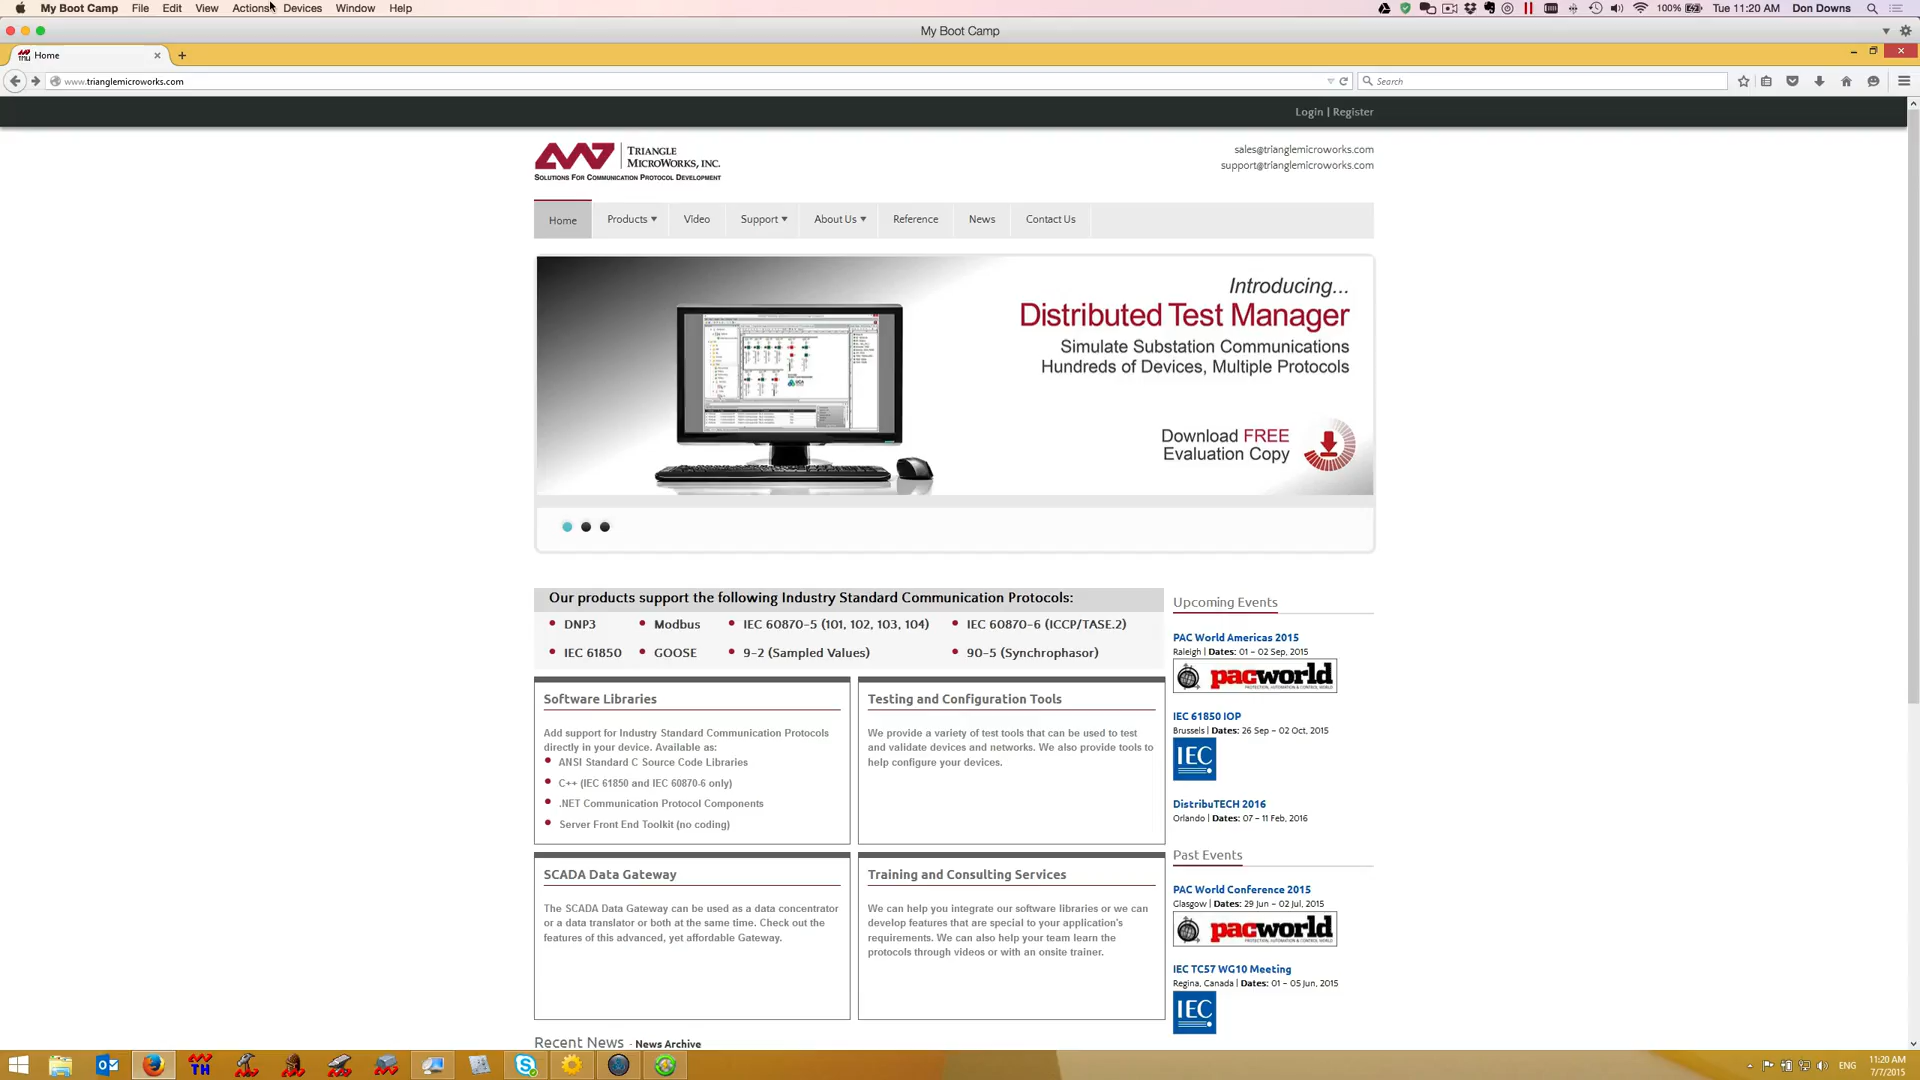 My Boot Camp File Edit View Actions Devices Window Help 100% Tue 11:20 AM Don Downs
My Boot Camp
Home
www.trianglemicroworks.com Search
Login | Register
TRIANGLE
MICROWORKS, INC.
SOLUTIONS FOR COMMUNICATION PROTOCOL DEVELOPMENT
sales@trianglemicroworks.com
support@trianglemicroworks.com
Home Products Video Support About Us Reference News Contact Us
Introducing...
Distributed Test Manager
Simulate Substation Communications
Hundreds of Devices, Multiple Protocols
Download FREE
Evaluation Copy
Our products support the following Industry Standard Communication Protocols:
DNP3 Modbus IEC 60870-5 (101, 102, 103, 104) IEC 60870-6 (ICCP/TASE.2)
IEC 61850 GOOSE 9-2 (Sampled Values) 90-5 (Synchrophasor)
Software Libraries
Add support for Industry Standard Communication Protocols
directly in your device. Available as:
ANSI Standard C Source Code Libraries
C++ (IEC 61850 and IEC 60870-6 only)
.NET Communication Protocol Components
Server Front End Toolkit (no coding)
Testing and Configuration Tools
We provide a variety of test tools that can be used to test
and validate devices and networks. We also provide tools to
help configure your devices.
SCADA Data Gateway
The SCADA Data Gateway can be used as a data concentrator
or a data translator or both at the same time. Check out the
features of this advanced, yet affordable Gateway.
Training and Consulting Services
We can help you integrate our software libraries or we can
develop features that are special to your application's
requirements. We can also help your team learn the
protocols through videos or with an onsite trainer.
Recent News - News Archive
Upcoming Events
PAC World Americas 2015
Raleigh | Dates: 01 – 02 Sep, 2015
pacworld
IEC 61850 IOP
Brussels | Dates: 26 Sep – 02 Oct, 2015
IEC
DistribuTECH 2016
Orlando | Dates: 07 – 11 Feb, 2016
Past Events
PAC World Conference 2015
Glasgow | Dates: 29 Jun – 02 Jul, 2015
pacworld
IEC TC57 WG10 Meeting
Regina, Canada | Dates: 01 – 05 Jun, 2015
IEC
TH
ENG
11:20 AM
7/7/2015